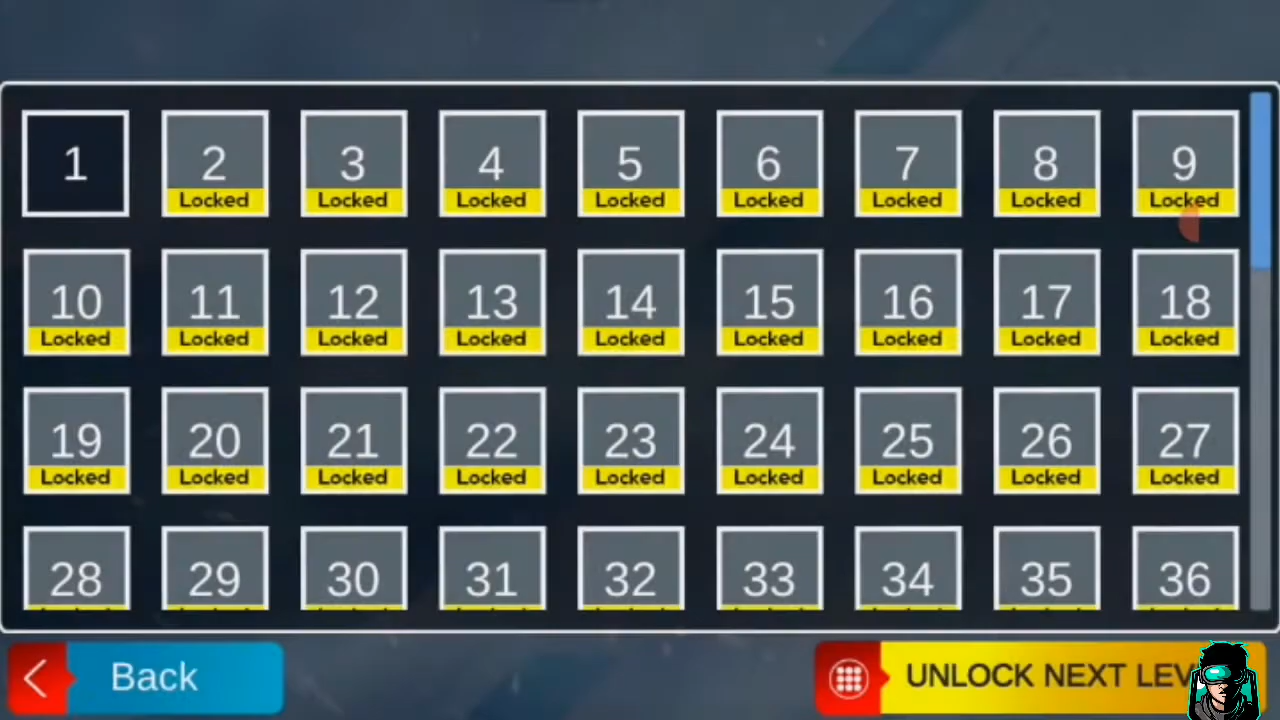 1 2 3 4 5 6 7 8 9
Locked Locked Locked Locked Locked Locked Locked Locked
10 11 12 13 14 15 16 17 18
Locked Locked Locked Locked Locked Locked Locked Locked Locked
19 20 21 22 23 24 25 26 27
Locked Locked Locked Locked Locked Locked Locked Locked Locked
28 29 30 31 32 33 34 35 36
Back UNLOCK NEXT LEV